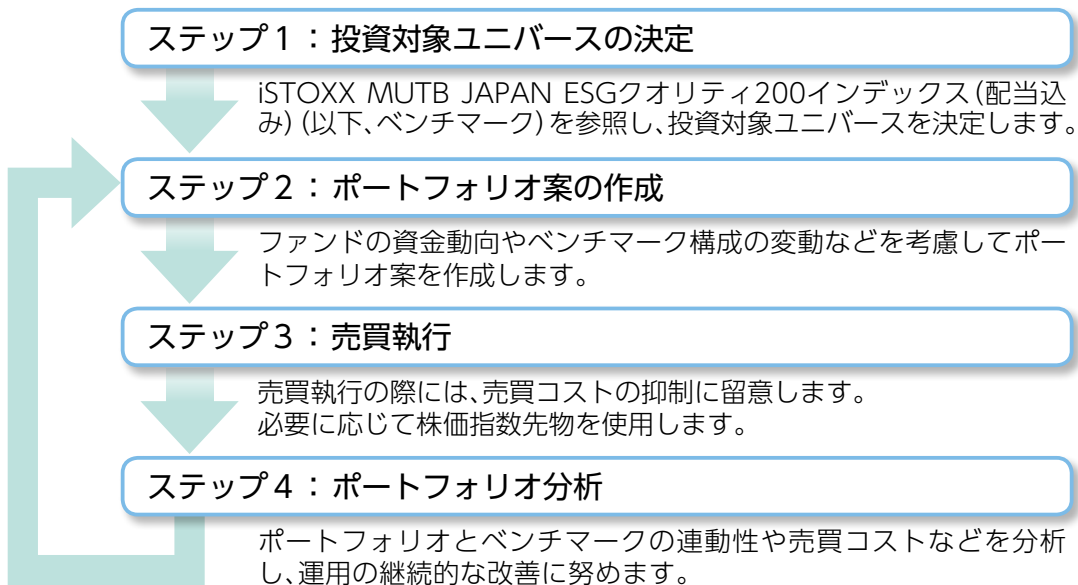 ステップ1：投資対象ユニバースの決定
iSTOXX MUTB JAPAN ESGクオリティ200インデックス(配当込
み)(以下、ベンチマーク)を参照し、投資対象ユニバースを決定します。
ステップ2：ポートフォリオ案の作成
ファンドの資金動向やベンチマーク構成の変動などを考慮してポー
トフォリオ案を作成します。
ステップ3：売買執行
売買執行の際には、売買コストの抑制に留意します。
必要に応じて株価指数先物を使用します。
ステップ4：ポートフォリオ分析
ポートフォリオとベンチマークの連動性や売買コストなどを分析
し、運用の継続的な改善に努めます。